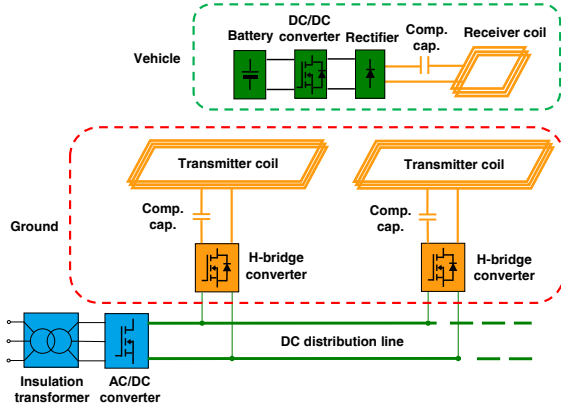 Vehicle
Battery
DC/DC
converter
Rectifier
Comp.
cap.
Receiver coil
Ground
Transmitter coil
Comp.
cap.
H-bridge
converter
Transmitter coil
Comp.
cap.
H-bridge
converter
DC distribution line
Insulation
transformer
AC/DC
converter